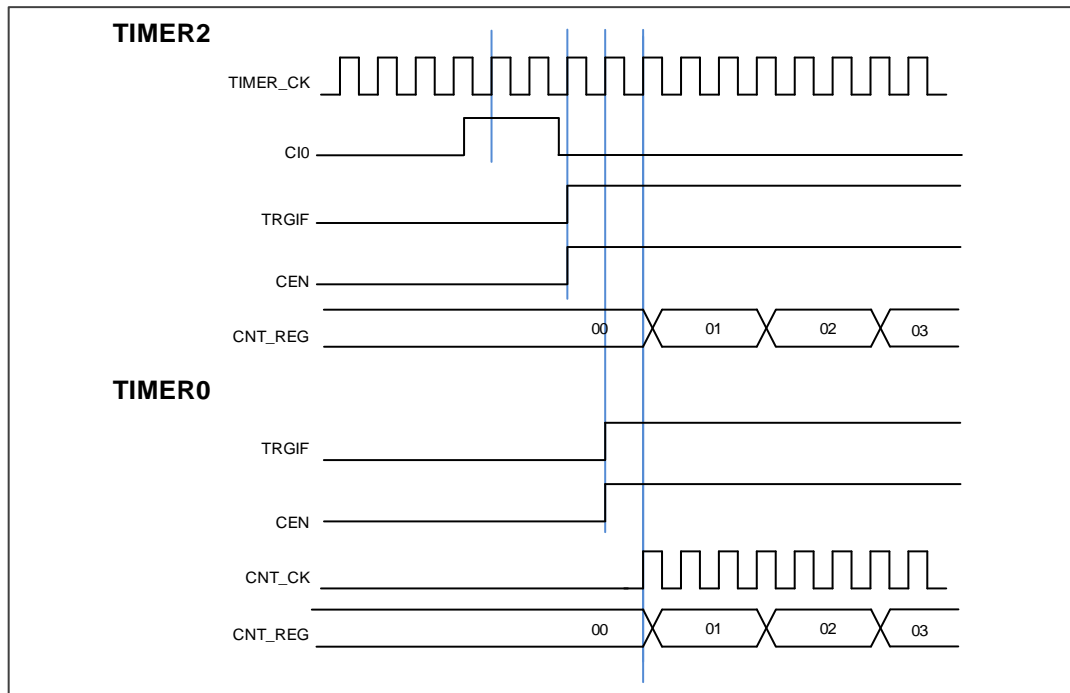 TIMER2
TIMER_CK
CI0
TRGIF
CEN
CNT_REG 00 01 02 03
TIMER0
TRGIF
CEN
CNT_CK
CNT_REG 00 01 02 03